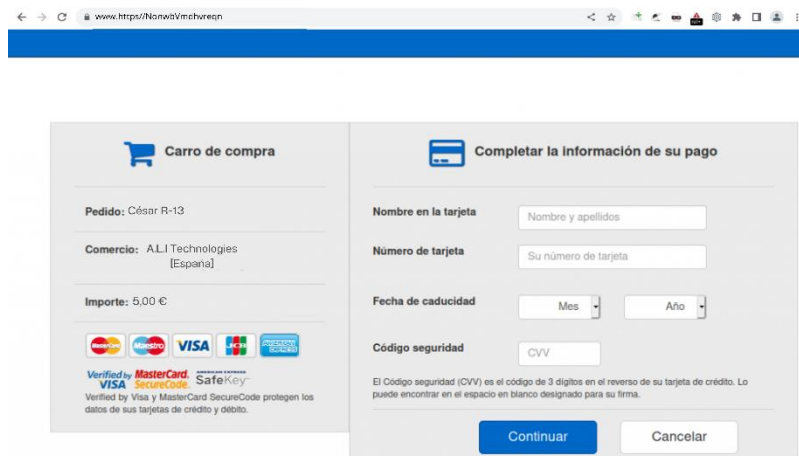 www.https//NonwbVmdhvreqn
Carro de compra
Pedido: César R-13
Comercio: A.L.I Technologies
[España]
Importe: 5,00 €
MasterCard Maestro VISA JCB AMERICAN EXPRESS
Verified by VISA MasterCard. SecureCode. AMERICAN EXPRESS SafeKey
Verified by Visa y MasterCard SecureCode protegen los
datos de sus tarjetas de crédito y débito.
Completar la información de su pago
Nombre en la tarjeta Nombre y apellidos
Número de tarjeta Su número de tarjeta
Fecha de caducidad Mes Año
Código seguridad CVV
El Código seguridad (CVV) es el código de 3 dígitos en el reverso de su tarjeta de crédito. Lo
puede encontrar en el espacio en blanco designado para su firma.
Continuar Cancelar